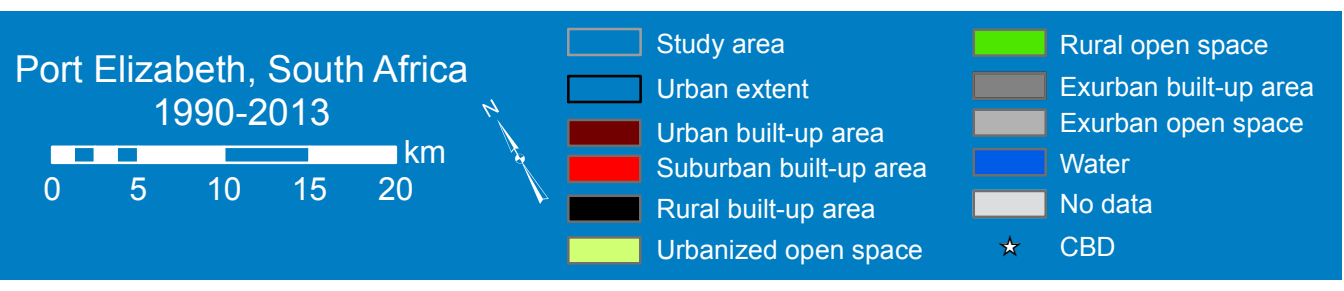 Port Elizabeth, South Africa
1990-2013
km
0 5 10 15 20
N
Study area
Urban extent
Urban built-up area
Suburban built-up area
Rural built-up area
Urbanized open space
Rural open space
Exurban built-up area
Exurban open space
Water
No data
CBD